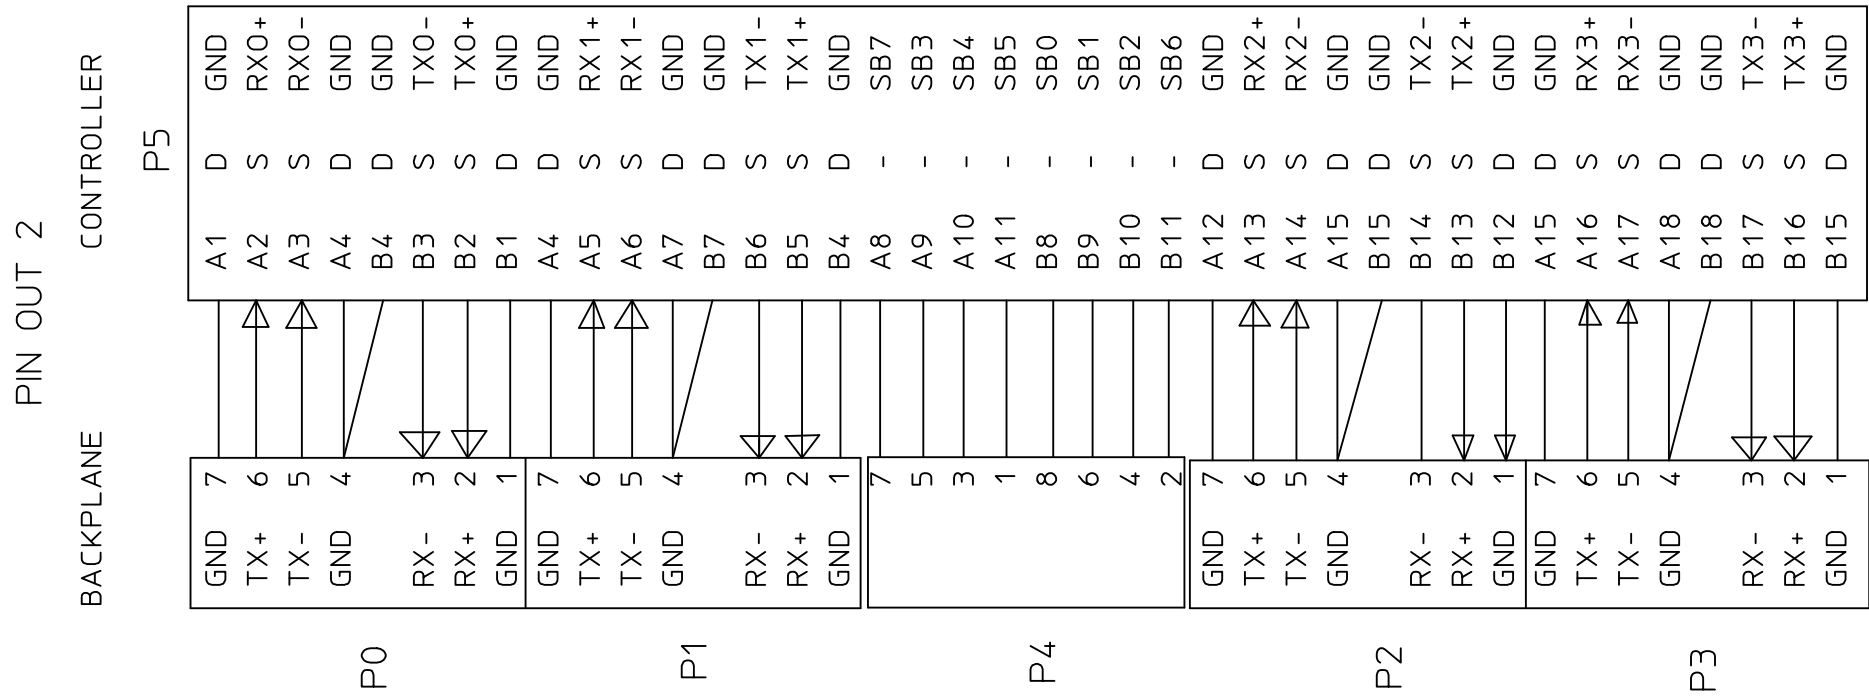 PIN OUT 2
BACKPLANE CONTROLLER
P5
GND 7 A1 D GND
TX+ 6 A2 S RX0+
TX- 5 A3 S RX0-
GND 4 A4 D GND
P0 B4 D GND
RX- 3 B3 S TX0-
RX+ 2 B2 S TX0+
GND 1 B1 D GND
GND 7 A4 D GND
TX+ 6 A5 S RX1+
TX- 5 A6 S RX1-
GND 4 A7 D GND
P1 B7 D GND
RX- 3 B6 S TX1-
RX+ 2 B5 S TX1+
GND 1 B4 D GND
7 A8 - SB7
5 A9 - SB3
3 A10 - SB4
1 A11 - SB5
P4 8 B8 - SB0
6 B9 - SB1
4 B10 - SB2
2 B11 - SB6
GND 7 A12 D GND
TX+ 6 A13 S RX2+
TX- 5 A14 S RX2-
GND 4 A15 D GND
P2 B15 D GND
RX- 3 B14 S TX2-
RX+ 2 B13 S TX2+
GND 1 B12 D GND
GND 7 A15 D GND
TX+ 6 A16 S RX3+
TX- 5 A17 S RX3-
GND 4 A18 D GND
P3 B18 D GND
RX- 3 B17 S TX3-
RX+ 2 B16 S TX3+
GND 1 B15 D GND